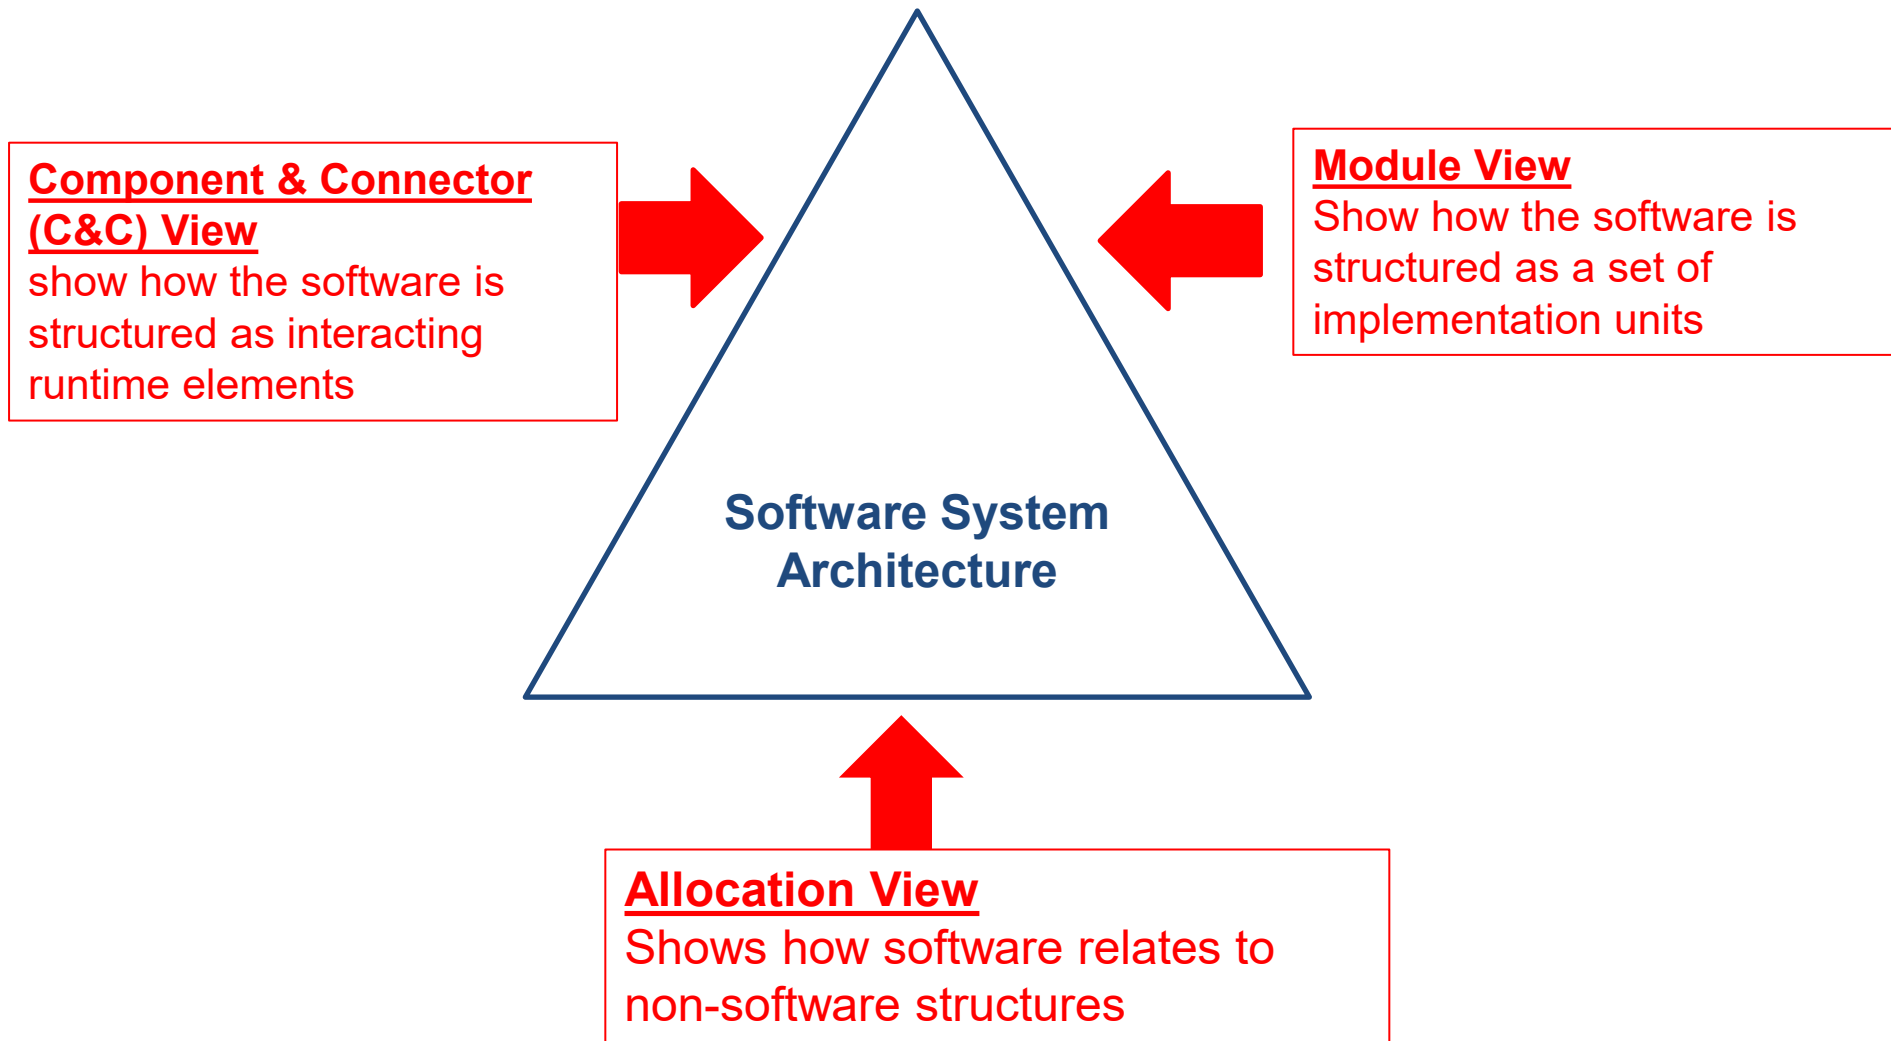 Component & Connector
(C&C) View
show how the software is
structured as interacting
runtime elements
Module View
Show how the software is
structured as a set of
implementation units
Software System
Architecture
Allocation View
Shows how software relates to
non-software structures